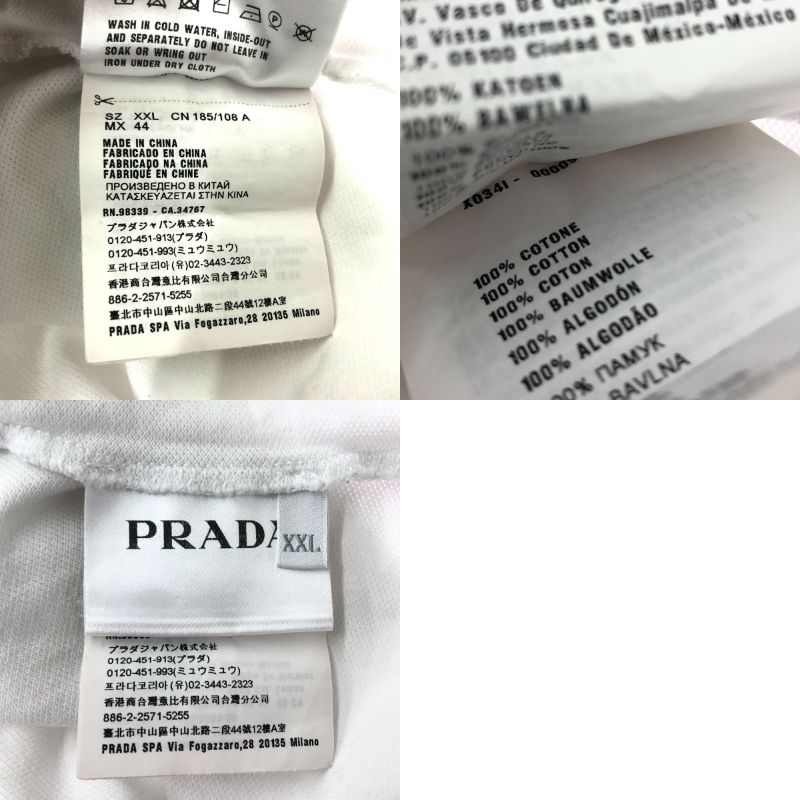 WASH IN COLD WATER, INSIDE-OUT
AND SEPARATELY DO NOT LEAVE IN
SOAK OR WRING OUT
IRON UNDER DRY CLOTH
SZ XXL CN 185/108 A
MX 44
MADE IN CHINA
FABRICADO EN CHINA
FABRICADO NA CHINA
FABRIQUÉ EN CHINE
ПРОИЗВЕДЕНО В КИТАЙ
ΚΑΤΑΣΚΕΥΑΖΕΤΑΙ ΣΤΗΝ ΚΙΝΑ
RN.98339 - CA.34767
プラダジャパン株式会社
0120-451-913(プラダ)
0120-451-993(ミュウミュウ)
프라다코리아(유)02-3443-2323
香港商台灣滙比有限公司台灣分公司
886-2-2571-5255
臺北市中山區中山北路二段44號12樓A室
PRADA SPA Via Fogazzaro,28 20135 Milano
V. Vasco De
Vista Hermosa Cuajimalpa
C.P. 05100 Ciudad De México-México
100% KATOEN
100% BAWEŁNA
100%
X034I - 0000S
100% COTONE
100% COTTON
100% COTON
100% BAUMWOLLE
100% ALGODÓN
100% ALGODÃO
100% ПАМУК
BAVLNA
PRADA
XXL
プラダジャパン株式会社
0120-451-913(プラダ)
0120-451-993(ミュウミュウ)
프라다코리아(유)02-3443-2323
香港商台灣滙比有限公司台灣分公司
886-2-2571-5255
臺北市中山區中山北路二段44號12樓A室
PRADA SPA Via Fogazzaro,28 20135 Milano